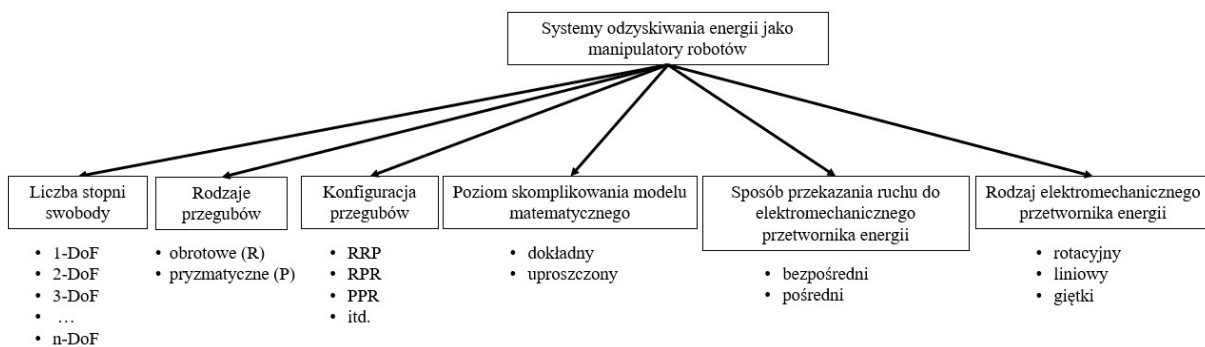 Systemy odzyskiwania energii jako
manipulatory robotów
Liczba stopni
swobody
• 1-DoF
• 2-DoF
• 3-DoF
• …
• n-DoF
Rodzaje
przegubów
• obrotowe (R)
• pryzmatyczne (P)
Konfiguracja
przegubów
• RRP
• RPR
• PPR
• itd.
Poziom skomplikowania modelu
matematycznego
• dokładny
• uproszczony
Sposób przekazania ruchu do
elektromechanicznego
przetwornika energii
• bezpośredni
• pośredni
Rodzaj elektromechanicznego
przetwornika energii
• rotacyjny
• liniowy
• giętki